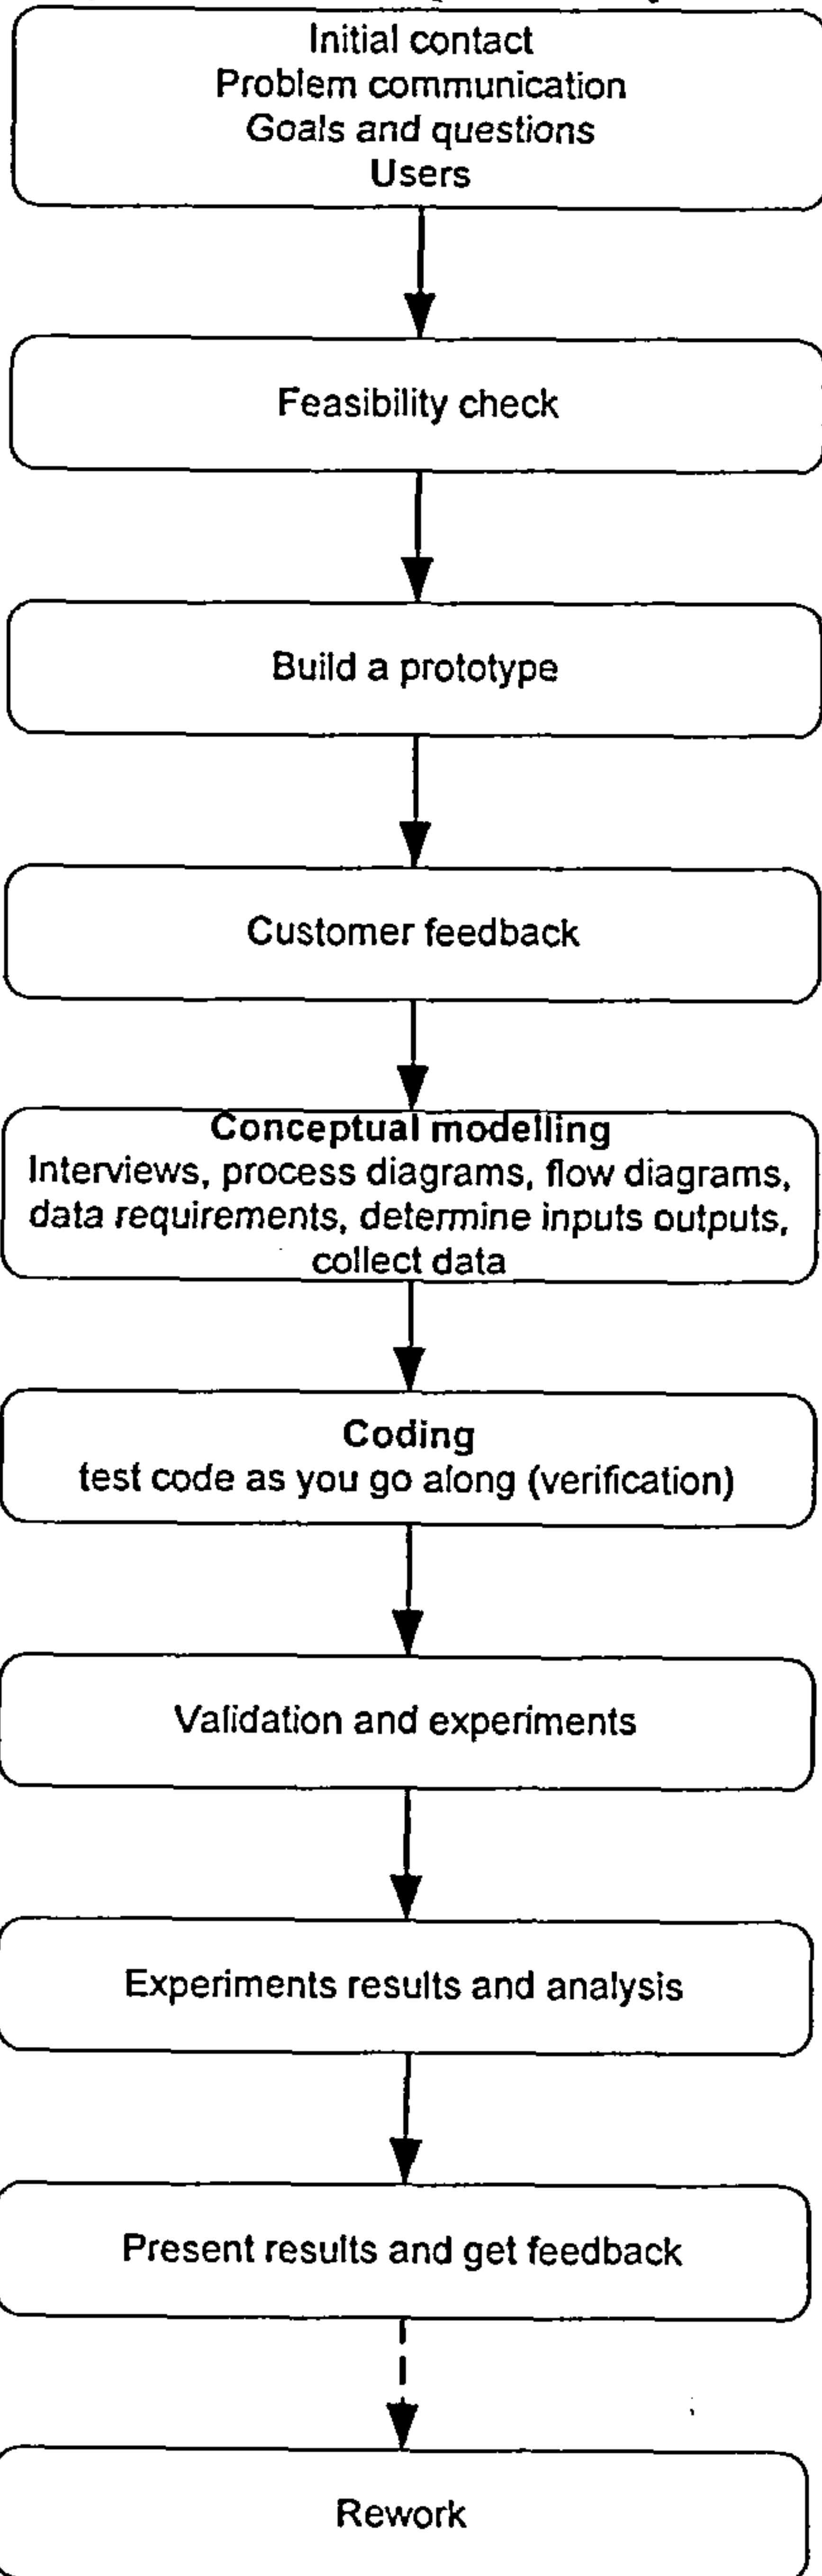 Initial contact
Problem communication
Goals and questions
Users
Feasibility check
Build a prototype
Customer feedback
Conceptual modelling
Interviews, process diagrams, flow diagrams,
data requirements, determine inputs outputs,
collect data
Coding
test code as you go along (verification)
Validation and experiments
Experiments results and analysis
Present results and get feedback
Rework